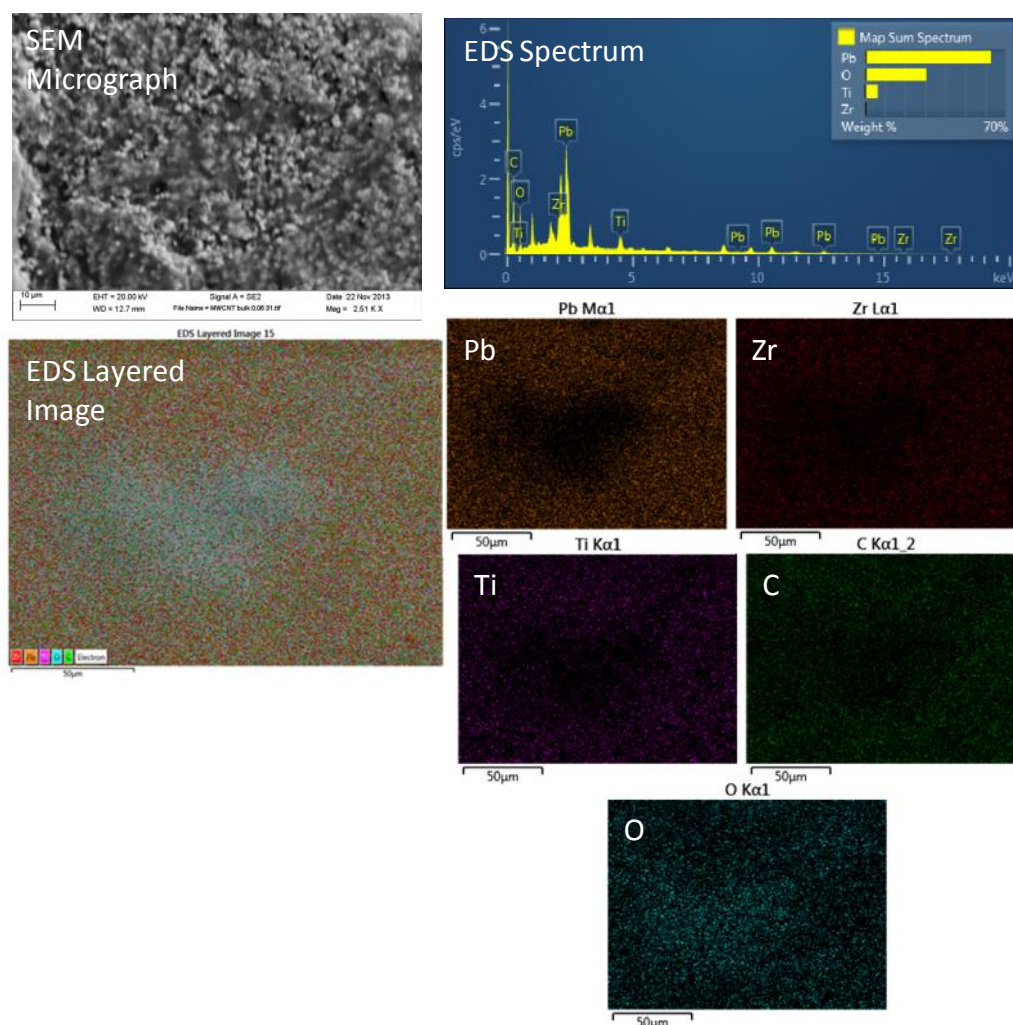 SEM
Micrograph
10 µm
EHT = 20.00 kV
WD = 12.7 mm
Signal A = SE2
File Name = MWCNT bulk 0.06 31.tif
Date :22 Nov 2013
Mag = 2.51 K X
EDS Spectrum
Map Sum Spectrum
Pb
O
Ti
Zr
Weight %
70%
cps/eV
6
4
2
0
C
O
Ti
Zr
Pb
Ti
Pb
Pb
Pb
Pb
Zr
Zr
0
5
10
15
keV
EDS Layered Image 15
EDS Layered
Image
Zr Pb Ti O C Electron
50µm
Pb Mα1
Pb
50µm
Zr Lα1
Zr
50µm
Ti Kα1
Ti
50µm
C Kα1_2
C
50µm
O Kα1
O
50µm